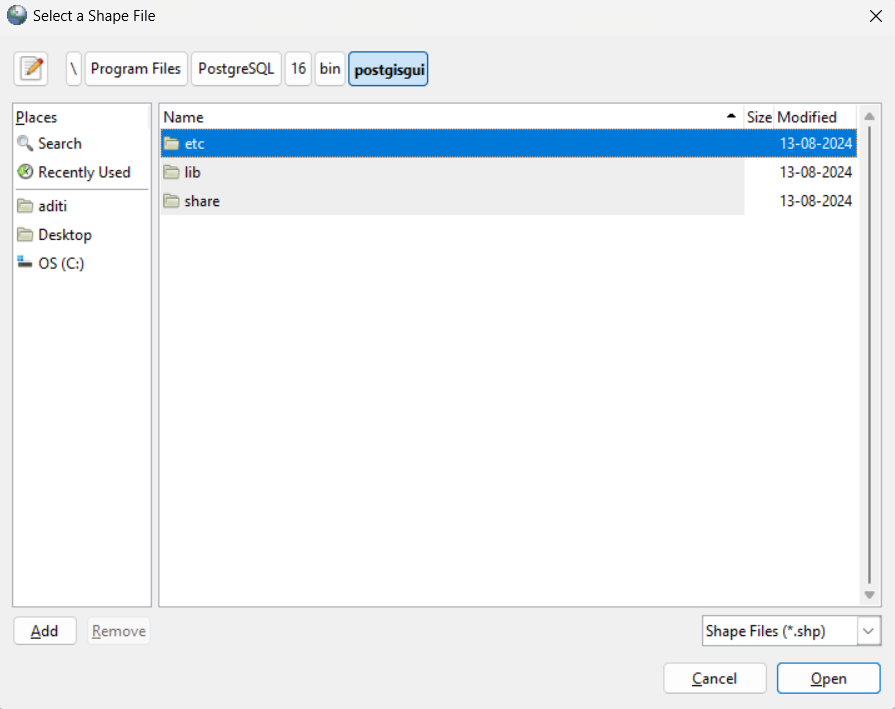 Select a Shape File
\ Program Files PostgreSQL 16 bin postgisgui
Places
Search
Recently Used
aditi
Desktop
OS (C:)
Name Size Modified
etc 13-08-2024
lib 13-08-2024
share 13-08-2024
Add Remove
Shape Files (*.shp)
Cancel Open